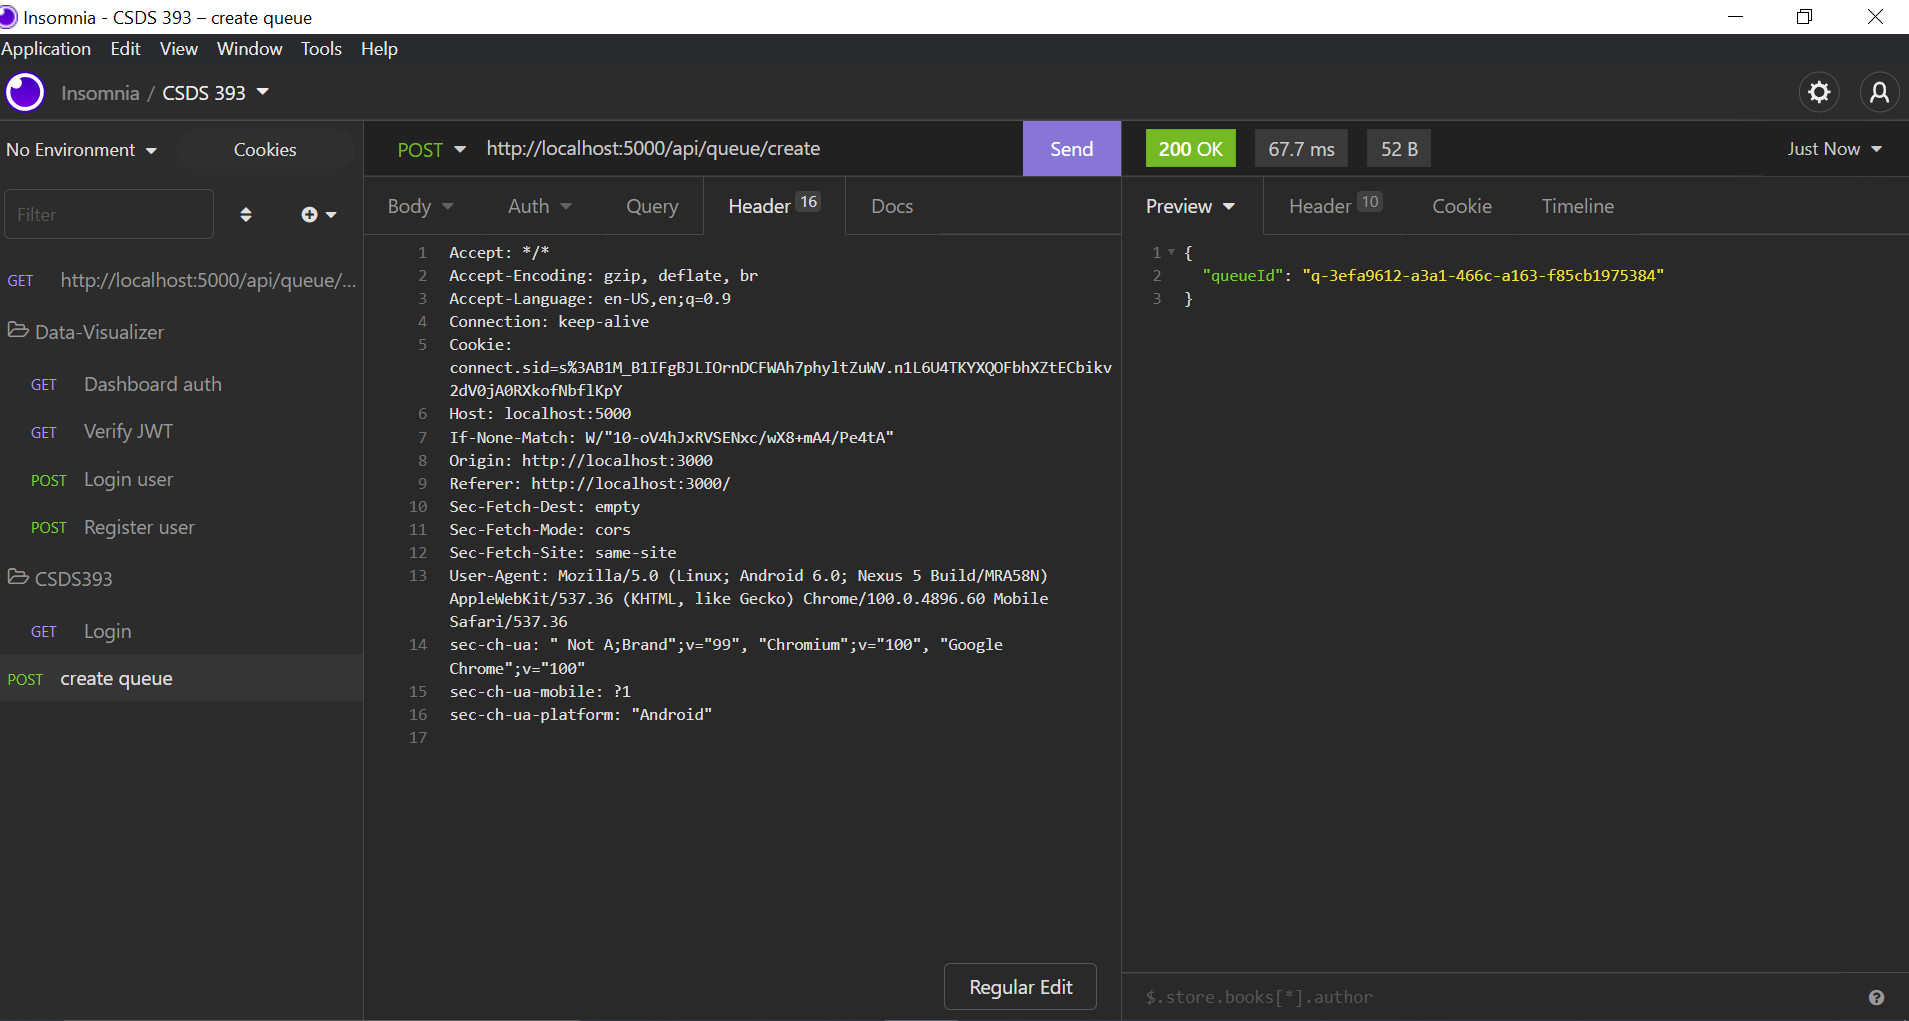 Insomnia - CSDS 393 – create queue
Application Edit View Window Tools Help
Insomnia / CSDS 393
No Environment Cookies
Filter
GET http://localhost:5000/api/queue/...
Data-Visualizer
GET Dashboard auth
GET Verify JWT
POST Login user
POST Register user
CSDS393
GET Login
POST create queue
POST http://localhost:5000/api/queue/create Send
Body Auth Query Header 16 Docs
1 Accept: */*
2 Accept-Encoding: gzip, deflate, br
3 Accept-Language: en-US,en;q=0.9
4 Connection: keep-alive
5 Cookie:
connect.sid=s%3AB1M_B1IFgBJLIOrnDCFWAh7phyltZuWV.n1L6U4TKYXQOFbhXZtECbikv
2dV0jA0RXkofNbflKpY
6 Host: localhost:5000
7 If-None-Match: W/"10-oV4hJxRVSENxc/wX8+mA4/Pe4tA"
8 Origin: http://localhost:3000
9 Referer: http://localhost:3000/
10 Sec-Fetch-Dest: empty
11 Sec-Fetch-Mode: cors
12 Sec-Fetch-Site: same-site
13 User-Agent: Mozilla/5.0 (Linux; Android 6.0; Nexus 5 Build/MRA58N)
AppleWebKit/537.36 (KHTML, like Gecko) Chrome/100.0.4896.60 Mobile
Safari/537.36
14 sec-ch-ua: " Not A;Brand";v="99", "Chromium";v="100", "Google
Chrome";v="100"
15 sec-ch-ua-mobile: ?1
16 sec-ch-ua-platform: "Android"
17
Regular Edit
200 OK 67.7 ms 52 B Just Now
Preview Header 10 Cookie Timeline
1 {
2 "queueId": "q-3efa9612-a3a1-466c-a163-f85cb1975384"
3 }
$.store.books[*].author